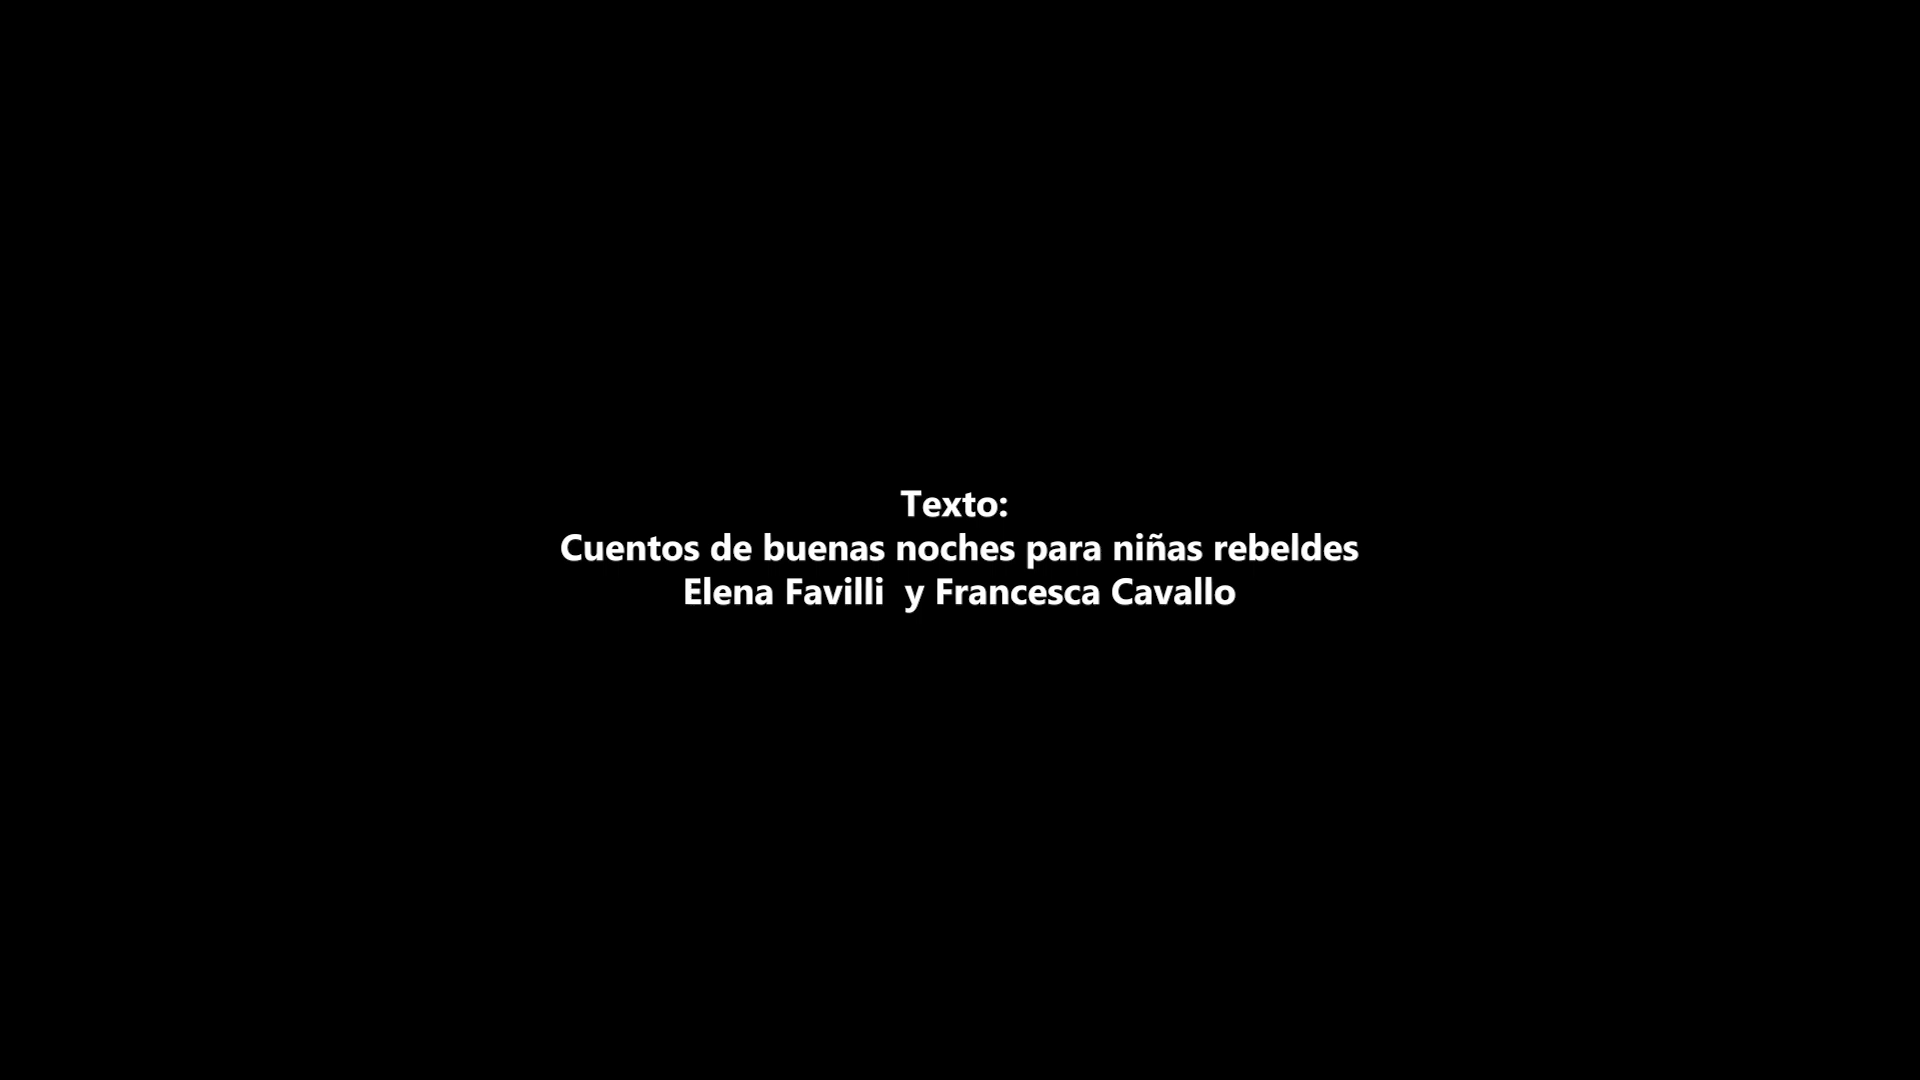 Texto:
Cuentos de buenas noches para niñas rebeldes
Elena Favilli  y Francesca Cavallo